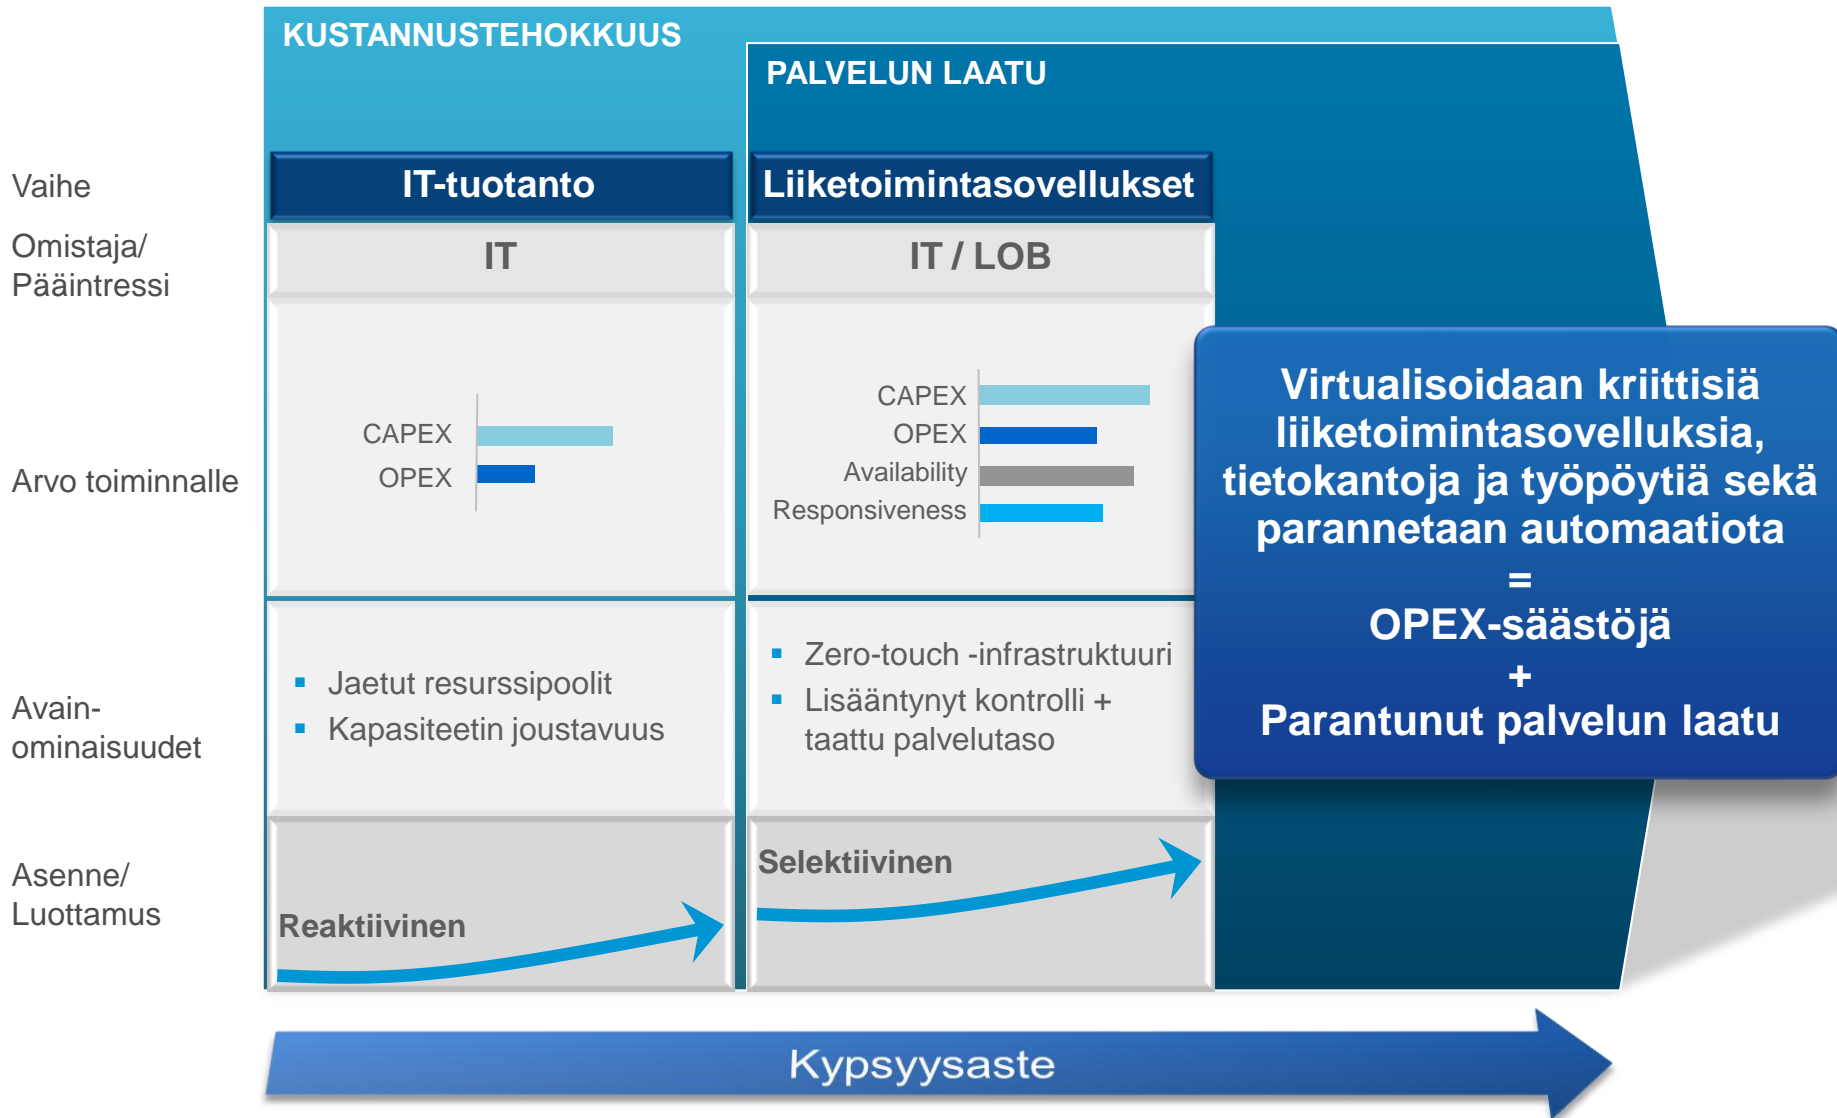 KUSTANNUSTEHOKKUUS
PALVELUN LAATU
Vaihe
IT-tuotanto
Liiketoimintasovellukset
Omistaja/
Pääintressi
IT
IT / LOB
Arvo toiminnalle
CAPEX
OPEX
CAPEX
OPEX
Availability
Responsiveness
Virtualisoidaan kriittisiä
liiketoimintasovelluksia,
tietokantoja ja työpöytiä sekä
parannetaan automaatiota
=
OPEX-säästöjä
+
Parantunut palvelun laatu
Avain-
ominaisuudet
▪ Jaetut resurssipoolit
▪ Kapasiteetin joustavuus
▪ Zero-touch -infrastruktuuri
▪ Lisääntynyt kontrolli +
taattu palvelutaso
Asenne/
Luottamus
Reaktiivinen
Selektiivinen
Kypsyysaste